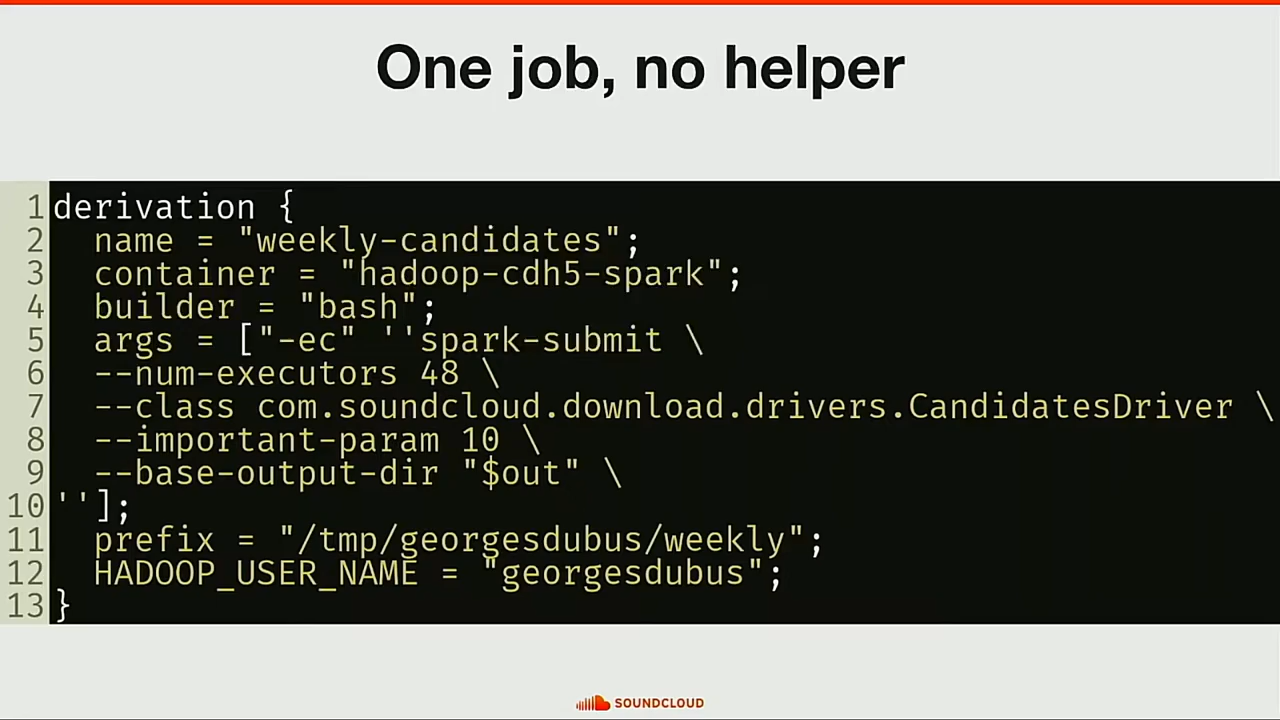 One job, no helper
1 derivation {
2   name = "weekly-candidates";
3   container = "hadoop-cdh5-spark";
4   builder = "bash";
5   args = ["-ec" ''spark-submit \
6   --num-executors 48 \
7   --class com.soundcloud.download.drivers.CandidatesDriver \
8   --important-param 10 \
9   --base-output-dir "$out" \
10 ''];
11   prefix = "/tmp/georgesdubus/weekly";
12   HADOOP_USER_NAME = "georgesdubus";
13 }
SOUNDCLOUD